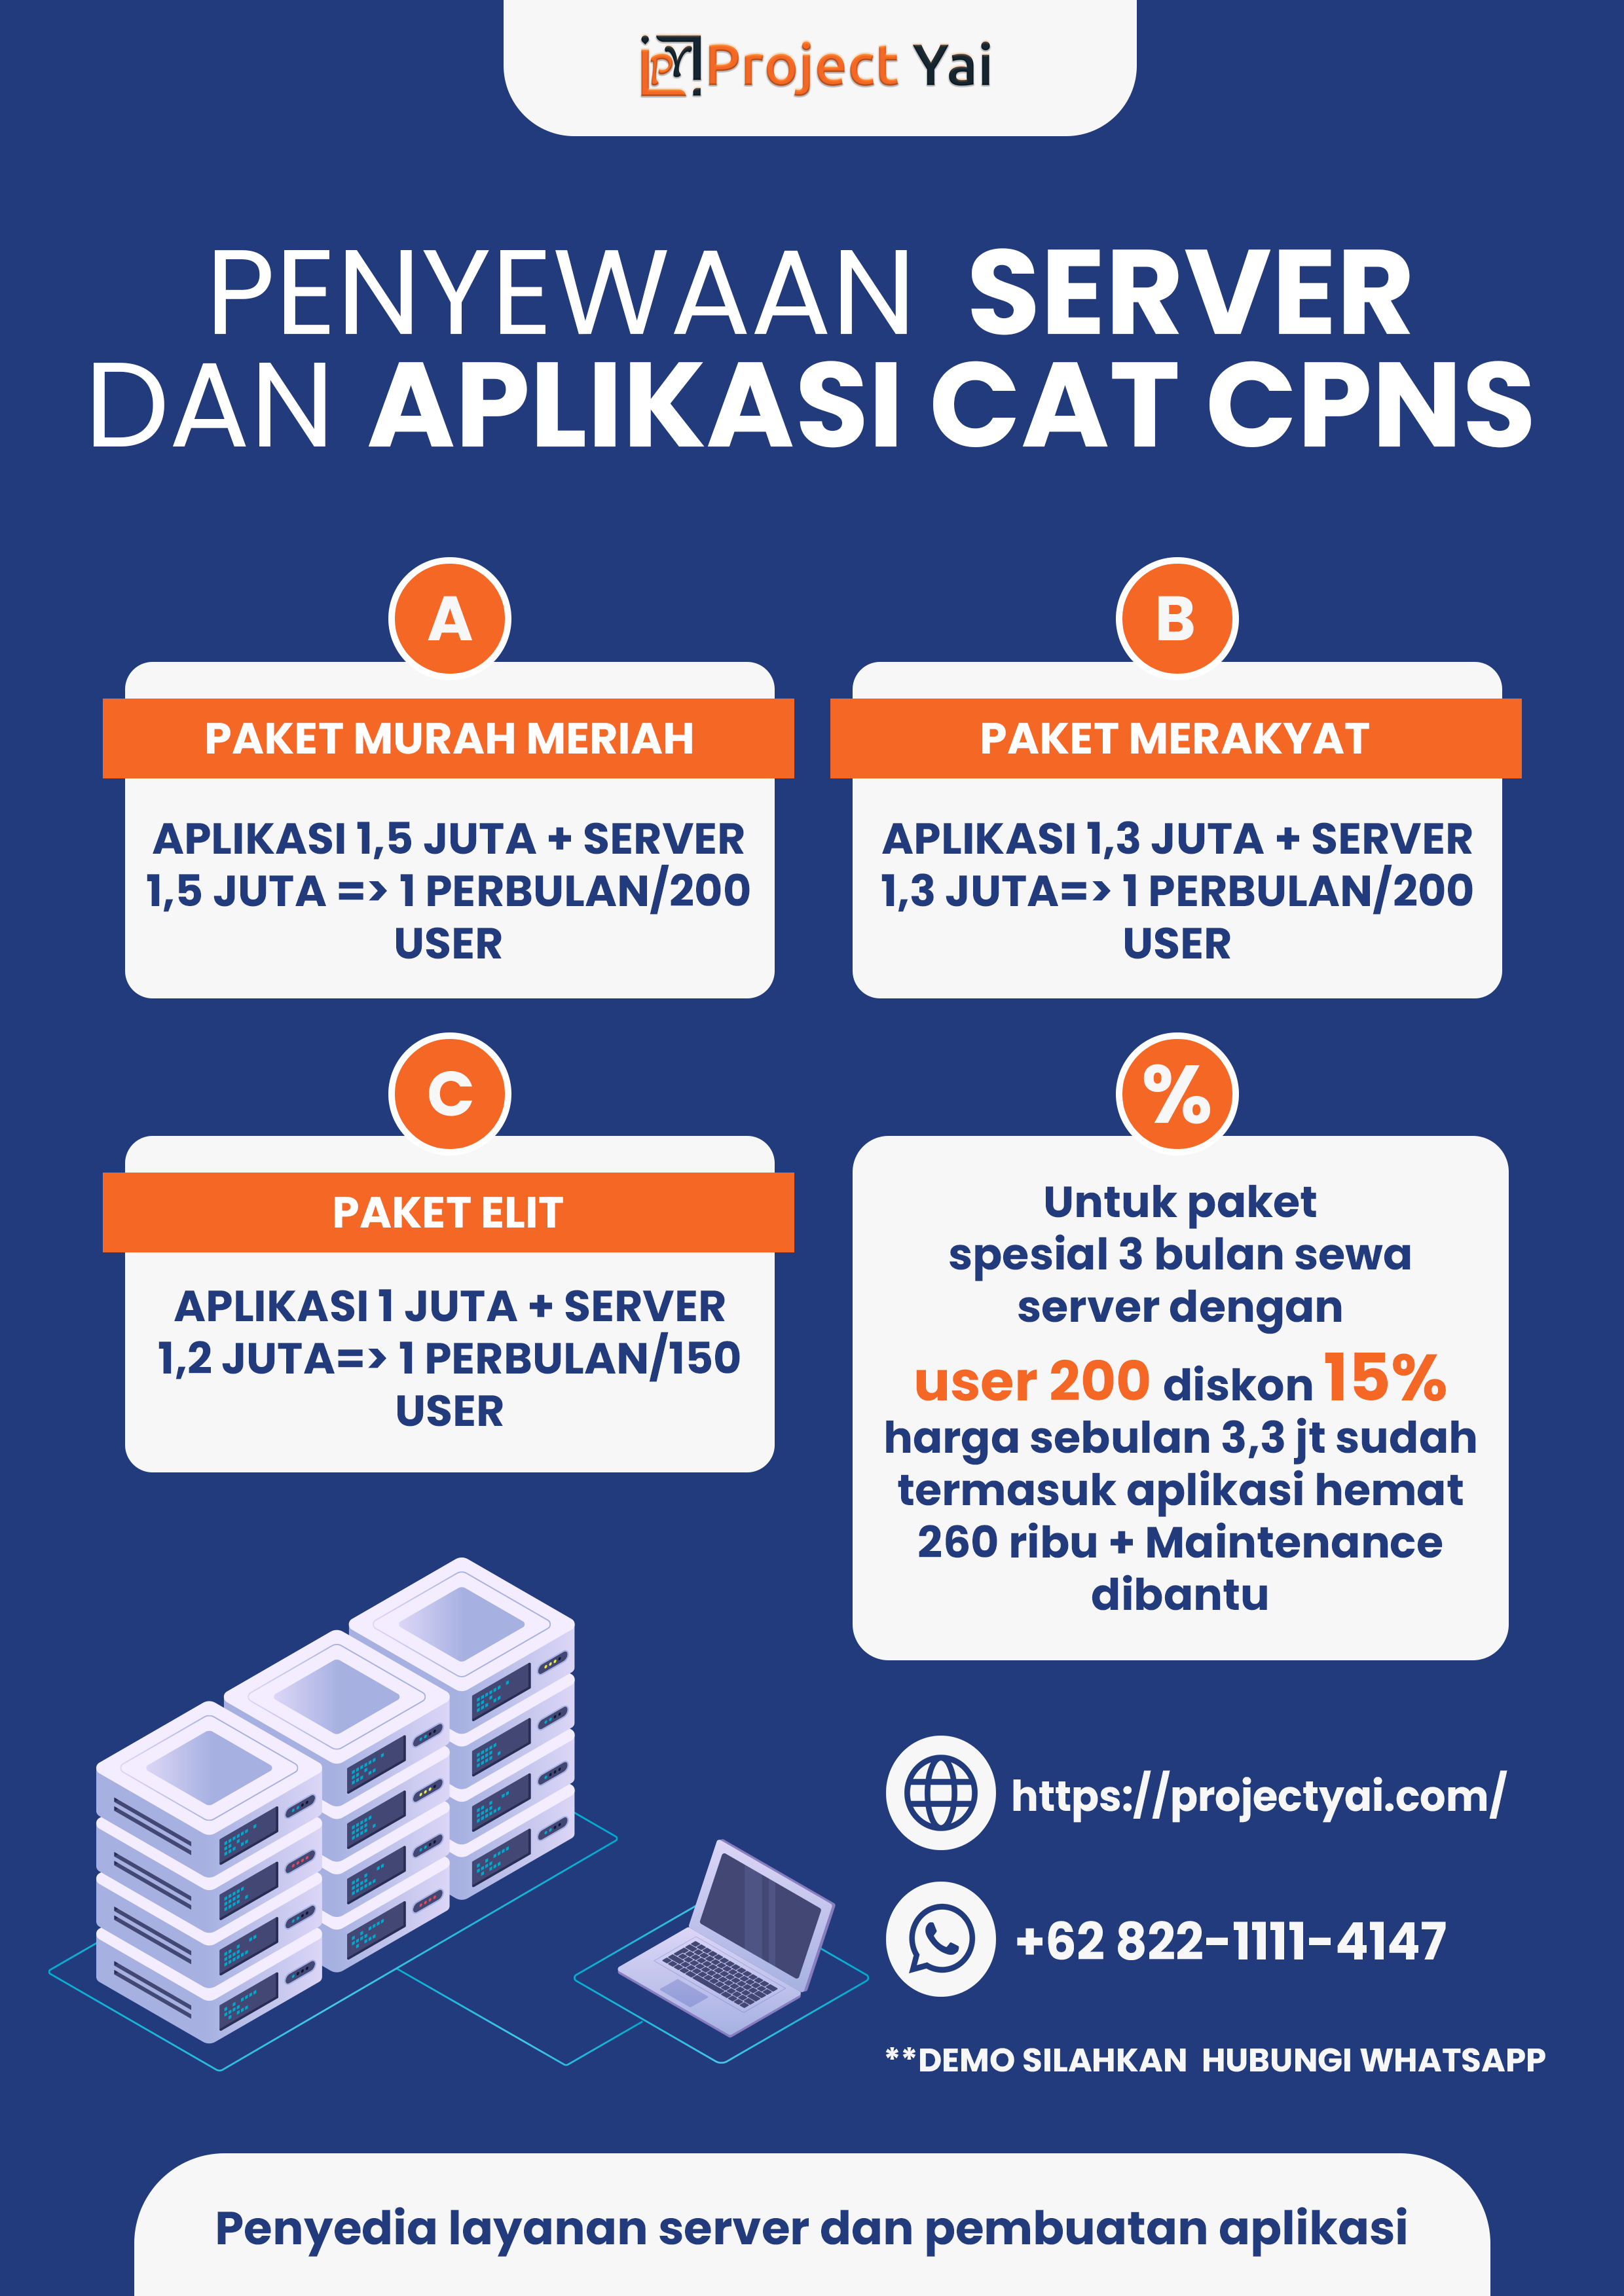 Project Yai
PENYEWAAN SERVER
DAN APLIKASI CAT CPNS
A
PAKET MURAH MERIAH
APLIKASI 1,5 JUTA + SERVER
1,5 JUTA => 1 PERBULAN/200
USER
B
PAKET MERAKYAT
APLIKASI 1,3 JUTA + SERVER
1,3 JUTA=> 1 PERBULAN/200
USER
C
PAKET ELIT
APLIKASI 1 JUTA + SERVER
1,2 JUTA=> 1 PERBULAN/150
USER
%
Untuk paket
spesial 3 bulan sewa
server dengan
user 200 diskon 15%
harga sebulan 3,3 jt sudah
termasuk aplikasi hemat
260 ribu + Maintenance
dibantu
https://projectyai.com/
+62 822-1111-4147
**DEMO SILAHKAN HUBUNGI WHATSAPP
Penyedia layanan server dan pembuatan aplikasi